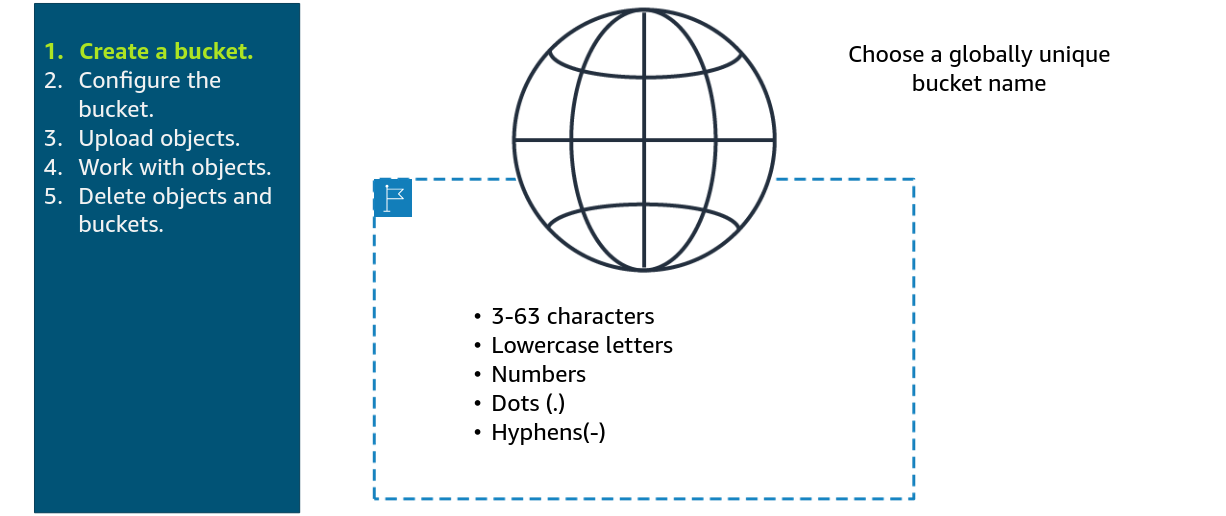 1. Create a bucket.
2. Configure the
bucket.
3. Upload objects.
4. Work with objects.
5. Delete objects and
buckets.
Choose a globally unique
bucket name
• 3-63 characters
• Lowercase letters
• Numbers
• Dots (.)
• Hyphens(-)